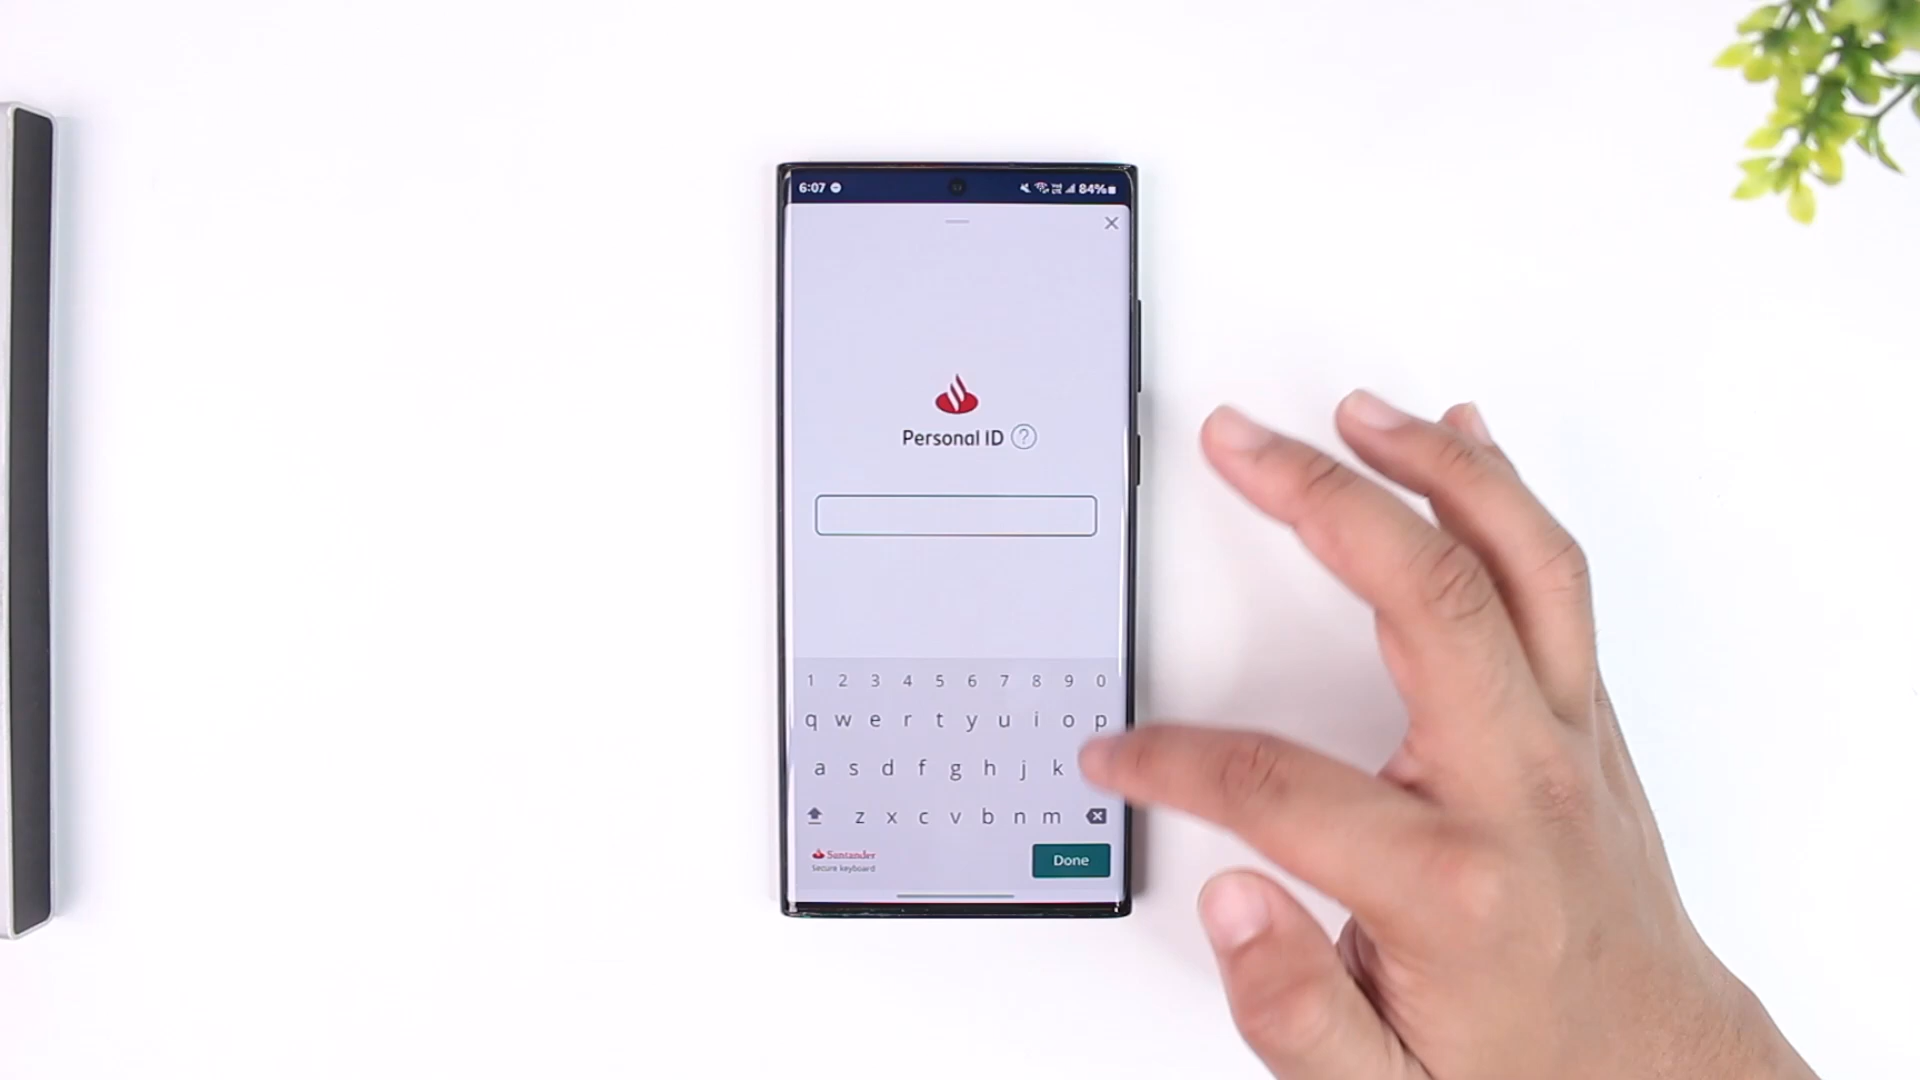 6:07 84%
Personal ID ?
1 2 3 4 5 6 7 8 9 0
q w e r t y u i o p
a s d f g h j k
z x c v b n m
Santander
Secure keyboard
Done